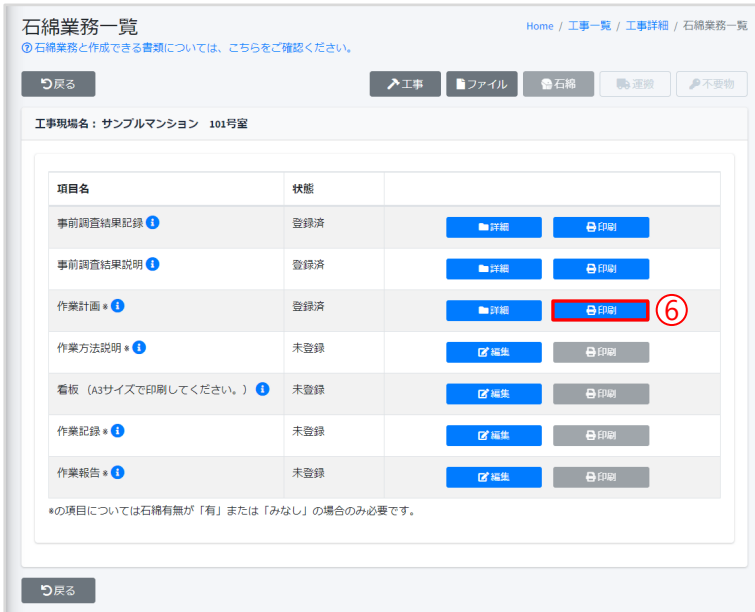 石綿業務一覧
Home / 工事一覧 / 工事詳細 / 石綿業務一覧
石綿業務と作成できる書類については、こちらをご確認ください。
戻る 工事 ファイル 石綿 運搬 不要物
工事現場名： サンプルマンション 101号室
項目名 状態
事前調査結果記録 登録済 詳細 印刷
事前調査結果説明 登録済 詳細 印刷
作業計画 * 登録済 詳細 印刷 ⑥
作業方法説明 * 未登録 編集 印刷
看板 （A3サイズで印刷してください。） 未登録 編集 印刷
作業記録 * 未登録 編集 印刷
作業報告 * 未登録 編集 印刷
*の項目については石綿有無が「有」または「みなし」の場合のみ必要です。
戻る